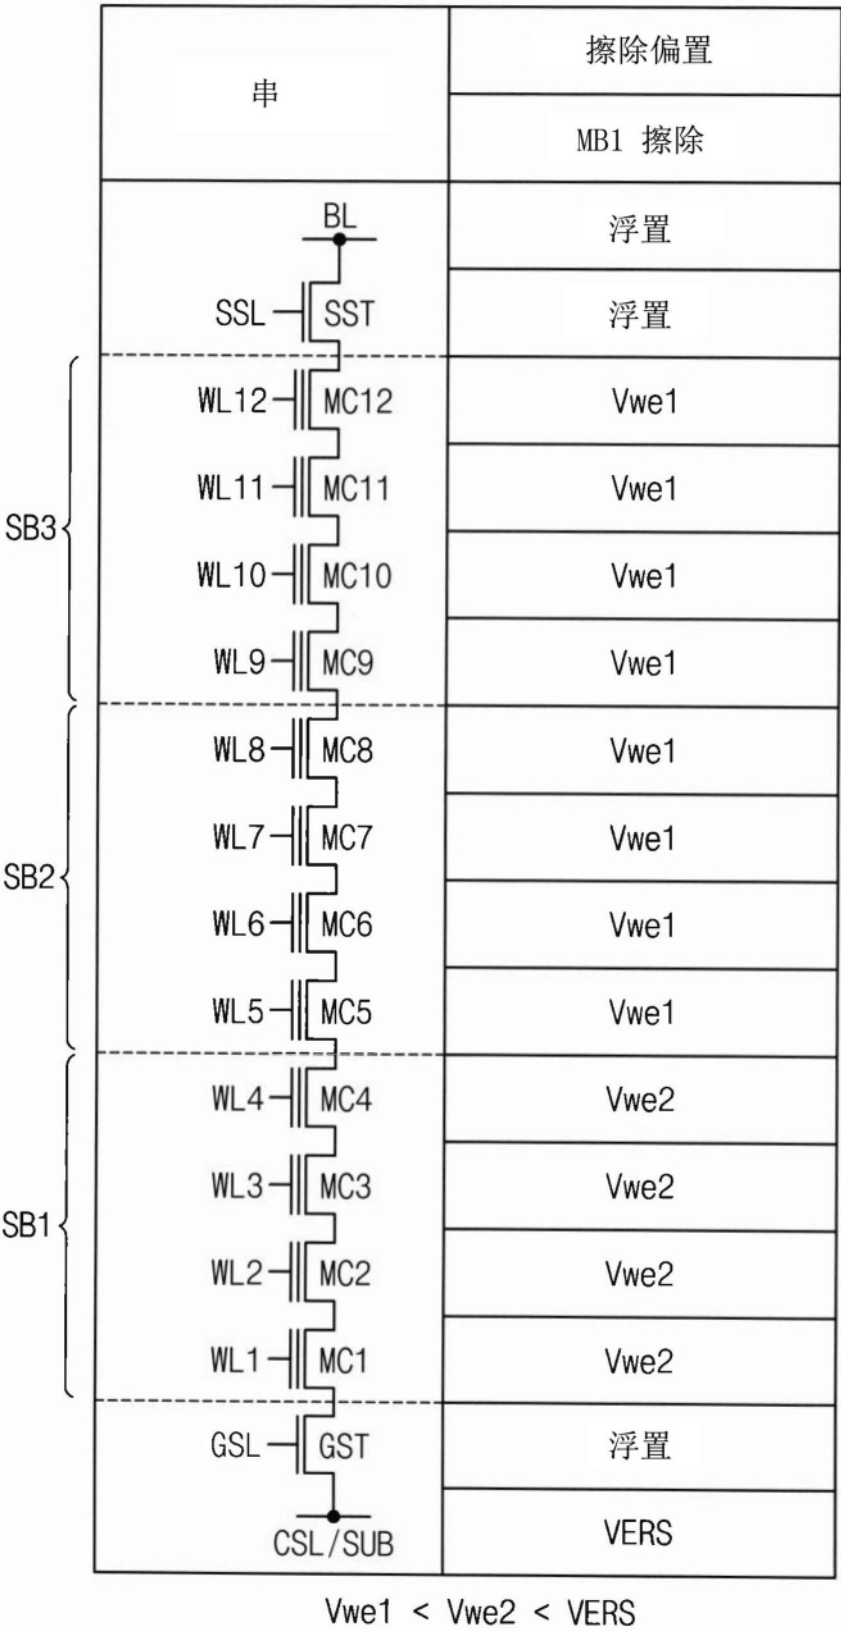 串
擦除偏置
MB1 擦除
BL
浮置
SSL SST 浮置
WL12 MC12 Vwe1
WL11 MC11 Vwe1
SB3
WL10 MC10 Vwe1
WL9 MC9 Vwe1
WL8 MC8 Vwe1
WL7 MC7 Vwe1
SB2
WL6 MC6 Vwe1
WL5 MC5 Vwe1
WL4 MC4 Vwe2
WL3 MC3 Vwe2
SB1
WL2 MC2 Vwe2
WL1 MC1 Vwe2
GSL GST 浮置
CSL/SUB VERS
Vwe1 < Vwe2 < VERS